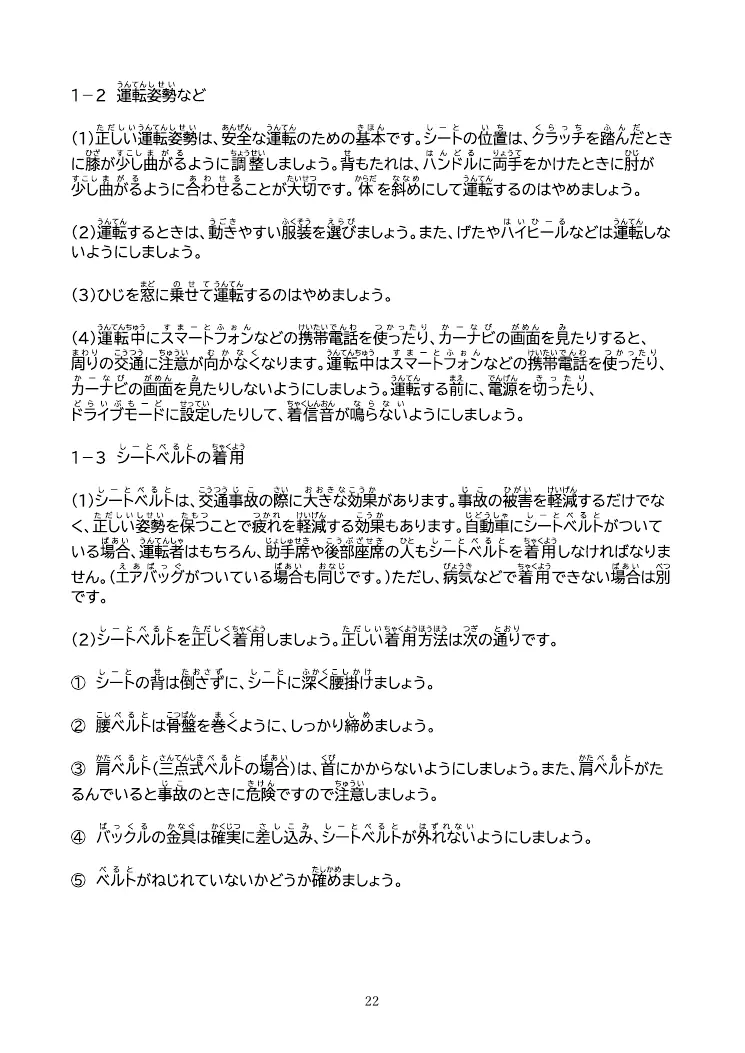 1－2 運転姿勢など
(1)正しい運転姿勢は、安全な運転のための基本です。シートの位置は、クラッチを踏んだとき
に膝が少し曲がるように調整しましょう。背もたれは、ハンドルに両手をかけたときに肘が
少し曲がるように合わせることが大切です。体を斜めにして運転するのはやめましょう。
(2)運転するときは、動きやすい服装を選びましょう。また、げたやハイヒールなどは運転しな
いようにしましょう。
(3)ひじを窓に乗せて運転するのはやめましょう。
(4)運転中にスマートフォンなどの携帯電話を使ったり、カーナビの画面を見たりすると、
周りの交通に注意が向かなくなります。運転中はスマートフォンなどの携帯電話を使ったり、
カーナビの画面を見たりしないようにしましょう。運転する前に、電源を切ったり、
ドライブモードに設定したりして、着信音が鳴らないようにしましょう。
1－3 シートベルトの着用
(1)シートベルトは、交通事故の際に大きな効果があります。事故の被害を軽減するだけでな
く、正しい姿勢を保つことで疲れを軽減する効果もあります。自動車にシートベルトがついて
いる場合、運転者はもちろん、助手席や後部座席の人もシートベルトを着用しなければなりま
せん。(エアバッグがついている場合も同じです。)ただし、病気などで着用できない場合は別
です。
(2)シートベルトを正しく着用しましょう。正しい着用方法は次の通りです。
① シートの背は倒さずに、シートに深く腰掛けましょう。
② 腰ベルトは骨盤を巻くように、しっかり締めましょう。
③ 肩ベルト(三点式ベルトの場合)は、首にかからないようにしましょう。また、肩ベルトがた
るんでいると事故のときに危険ですので注意しましょう。
④ バックルの金具は確実に差し込み、シートベルトが外れないようにしましょう。
⑤ ベルトがねじれていないかどうか確めましょう。
22